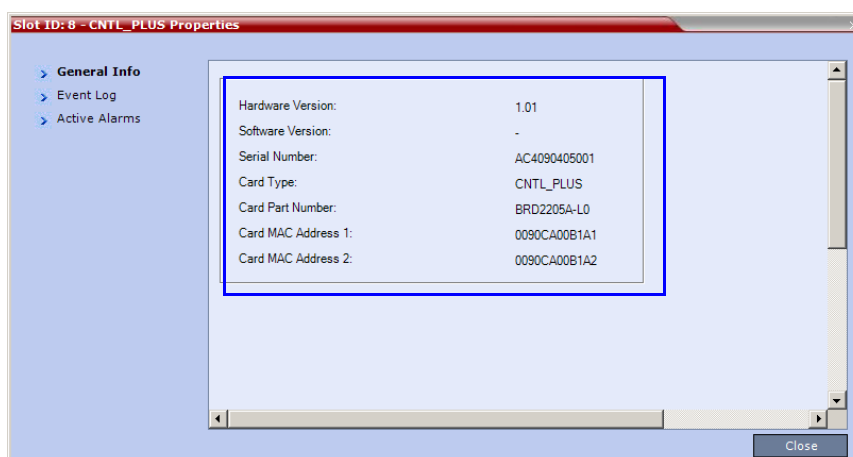 Slot ID: 8 - CNTL_PLUS Properties
General Info
Event Log
Active Alarms
Hardware Version: 1.01
Software Version: -
Serial Number: AC4090405001
Card Type: CNTL_PLUS
Card Part Number: BRD2205A-L0
Card MAC Address 1: 0090CA00B1A1
Card MAC Address 2: 0090CA00B1A2
Close